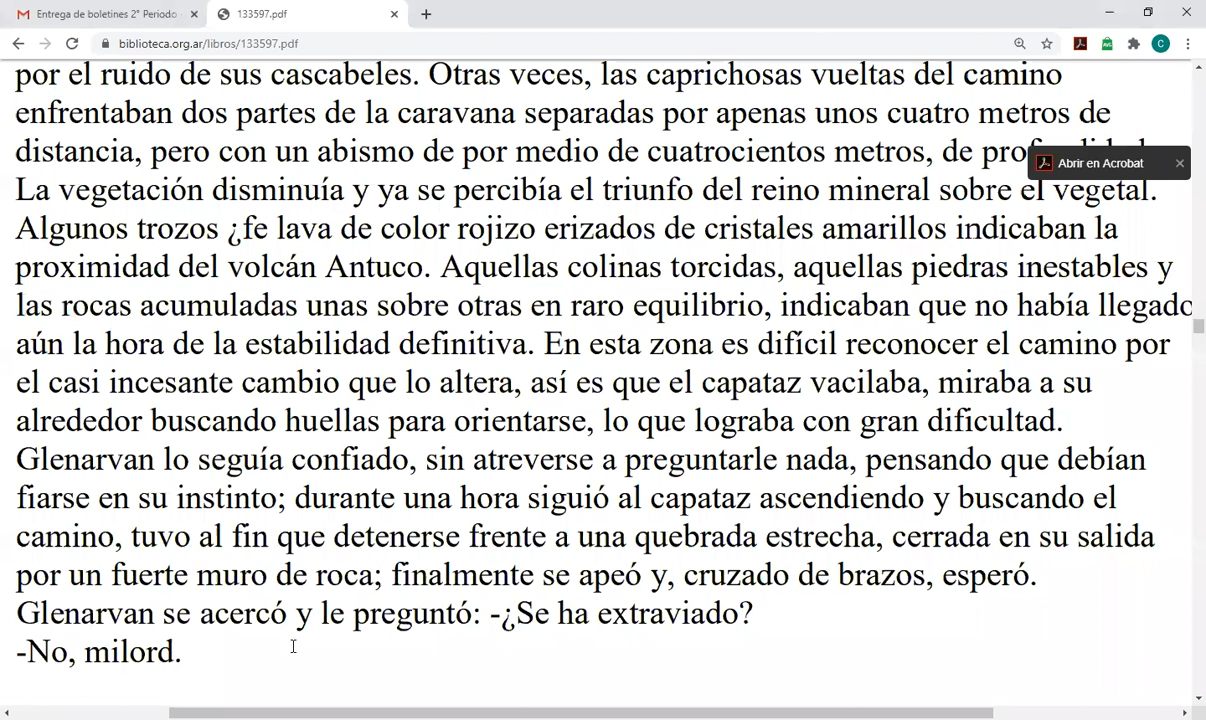 Entrega de boletines 2° Periodo
133597.pdf
biblioteca.org.ar/libros/133597.pdf
por el ruido de sus cascabeles. Otras veces, las caprichosas vueltas del camino
enfrentaban dos partes de la caravana separadas por apenas unos cuatro metros de
distancia, pero con un abismo de por medio de cuatrocientos metros, de
Abrir en Acrobat
La vegetación disminuía y ya se percibía el triunfo del reino mineral sobre el vegetal.
Algunos trozos ¿fe lava de color rojizo erizados de cristales amarillos indicaban la
proximidad del volcán Antuco. Aquellas colinas torcidas, aquellas piedras inestables y
las rocas acumuladas unas sobre otras en raro equilibrio, indicaban que no había llegado
aún la hora de la estabilidad definitiva. En esta zona es difícil reconocer el camino por
el casi incesante cambio que lo altera, así es que el capataz vacilaba, miraba a su
alrededor buscando huellas para orientarse, lo que lograba con gran dificultad.
Glenarvan lo seguía confiado, sin atreverse a preguntarle nada, pensando que debían
fiarse en su instinto; durante una hora siguió al capataz ascendiendo y buscando el
camino, tuvo al fin que detenerse frente a una quebrada estrecha, cerrada en su salida
por un fuerte muro de roca; finalmente se apeó y, cruzado de brazos, esperó.
Glenarvan se acercó y le preguntó: -¿Se ha extraviado?
-No, milord.